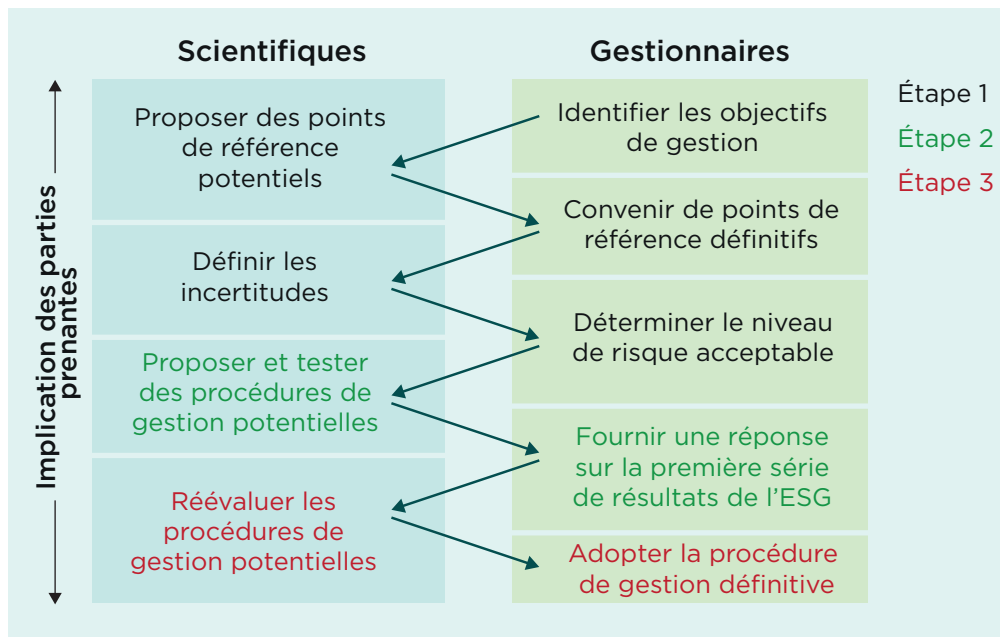 Scientifiques
Gestionnaires
Implication des parties
prenantes
Proposer des points
de référence
potentiels
Définir les
incertitudes
Proposer et tester
des procédures de
gestion potentielles
Réévaluer les
procédures de
gestion potentielles
Identifier les objectifs
de gestion
Convenir de points de
référence définitifs
Déterminer le niveau
de risque acceptable
Fournir une réponse
sur la première série
de résultats de l’ESG
Adopter la procédure
de gestion définitive
Étape 1
Étape 2
Étape 3